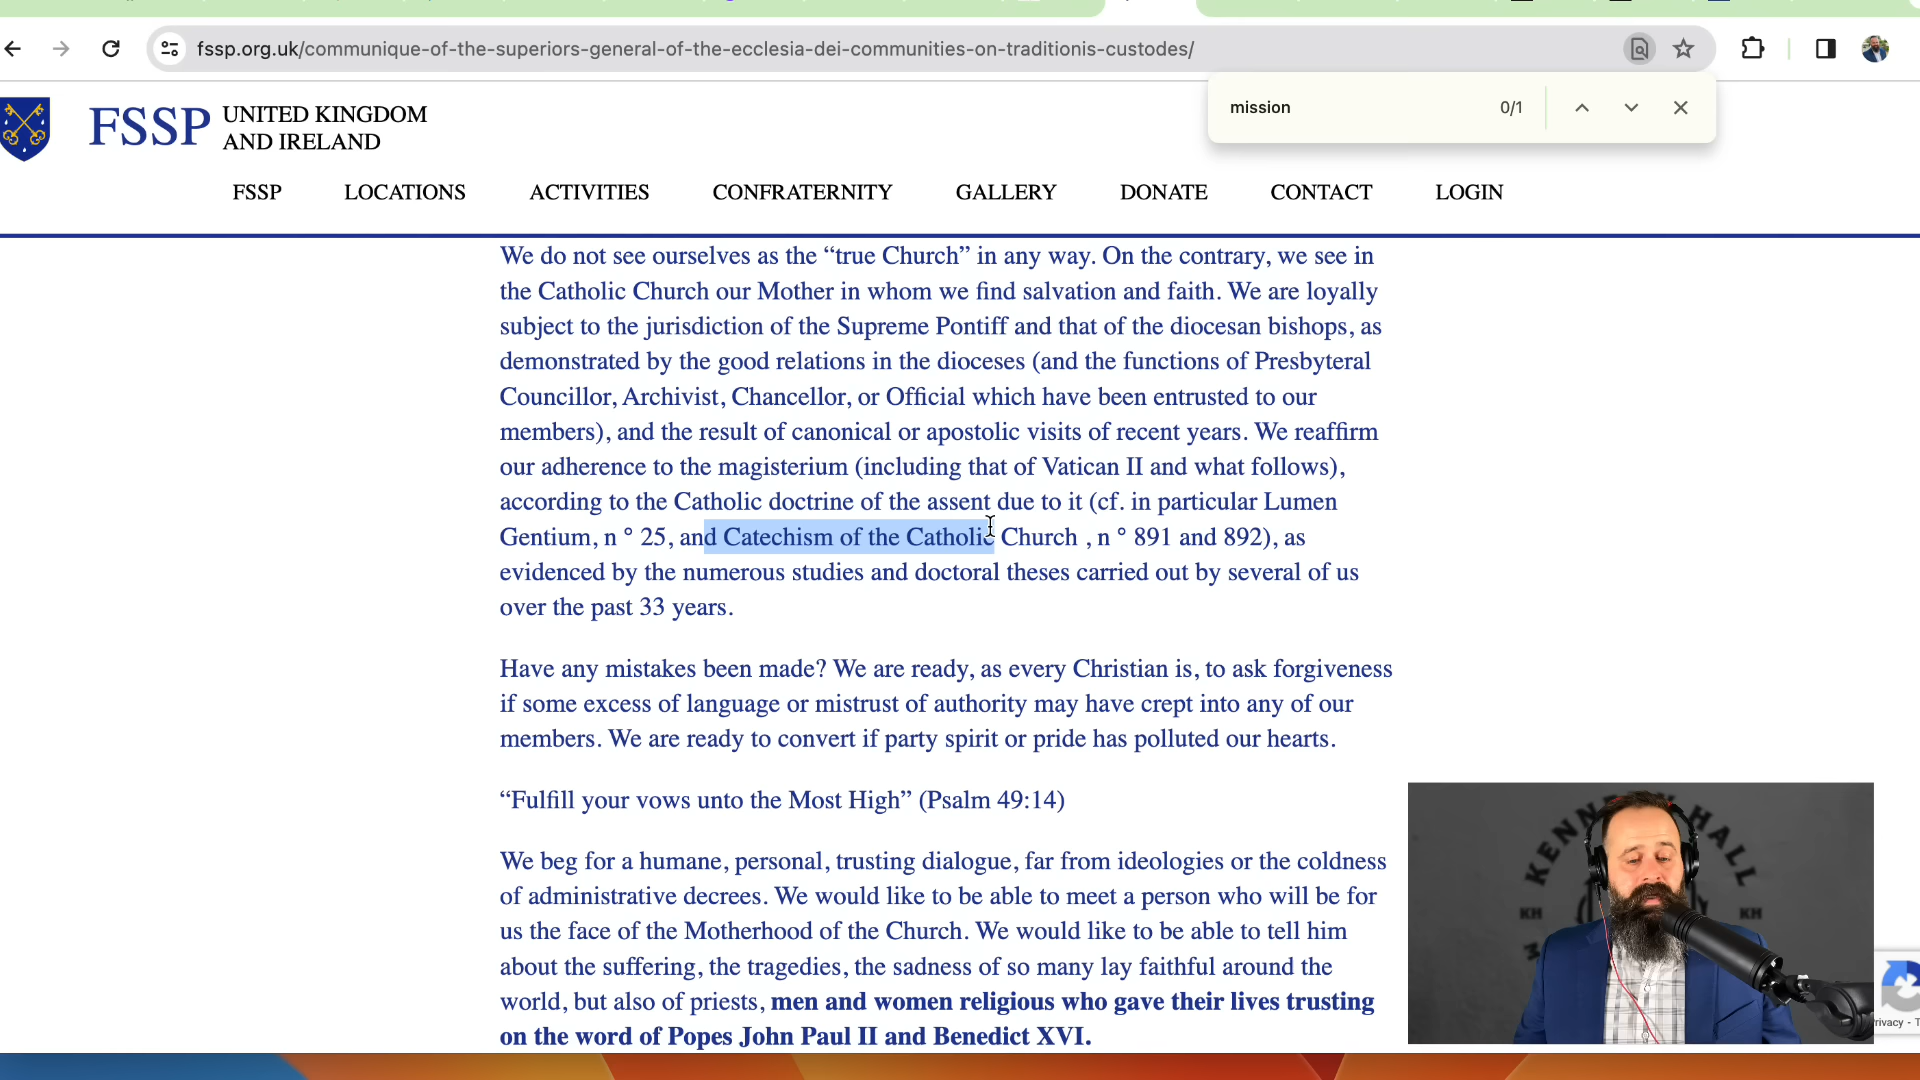 fssp.org.uk/communique-of-the-superiors-general-of-the-ecclesia-dei-communities-on-traditionis-custodes/
mission 0/1
FSSP UNITED KINGDOM
AND IRELAND
FSSP LOCATIONS ACTIVITIES CONFRATERNITY GALLERY DONATE CONTACT LOGIN
We do not see ourselves as the “true Church” in any way. On the contrary, we see in
the Catholic Church our Mother in whom we find salvation and faith. We are loyally
subject to the jurisdiction of the Supreme Pontiff and that of the diocesan bishops, as
demonstrated by the good relations in the dioceses (and the functions of Presbyteral
Councillor, Archivist, Chancellor, or Official which have been entrusted to our
members), and the result of canonical or apostolic visits of recent years. We reaffirm
our adherence to the magisterium (including that of Vatican II and what follows),
according to the Catholic doctrine of the assent due to it (cf. in particular Lumen
Gentium, n ° 25, and Catechism of the Catholic Church , n ° 891 and 892), as
evidenced by the numerous studies and doctoral theses carried out by several of us
over the past 33 years.
Have any mistakes been made? We are ready, as every Christian is, to ask forgiveness
if some excess of language or mistrust of authority may have crept into any of our
members. We are ready to convert if party spirit or pride has polluted our hearts.
“Fulfill your vows unto the Most High” (Psalm 49:14)
We beg for a humane, personal, trusting dialogue, far from ideologies or the coldness
of administrative decrees. We would like to be able to meet a person who will be for
us the face of the Motherhood of the Church. We would like to be able to tell him
about the suffering, the tragedies, the sadness of so many lay faithful around the
world, but also of priests, men and women religious who gave their lives trusting
on the word of Popes John Paul II and Benedict XVI.
KH KH
rivacy - T